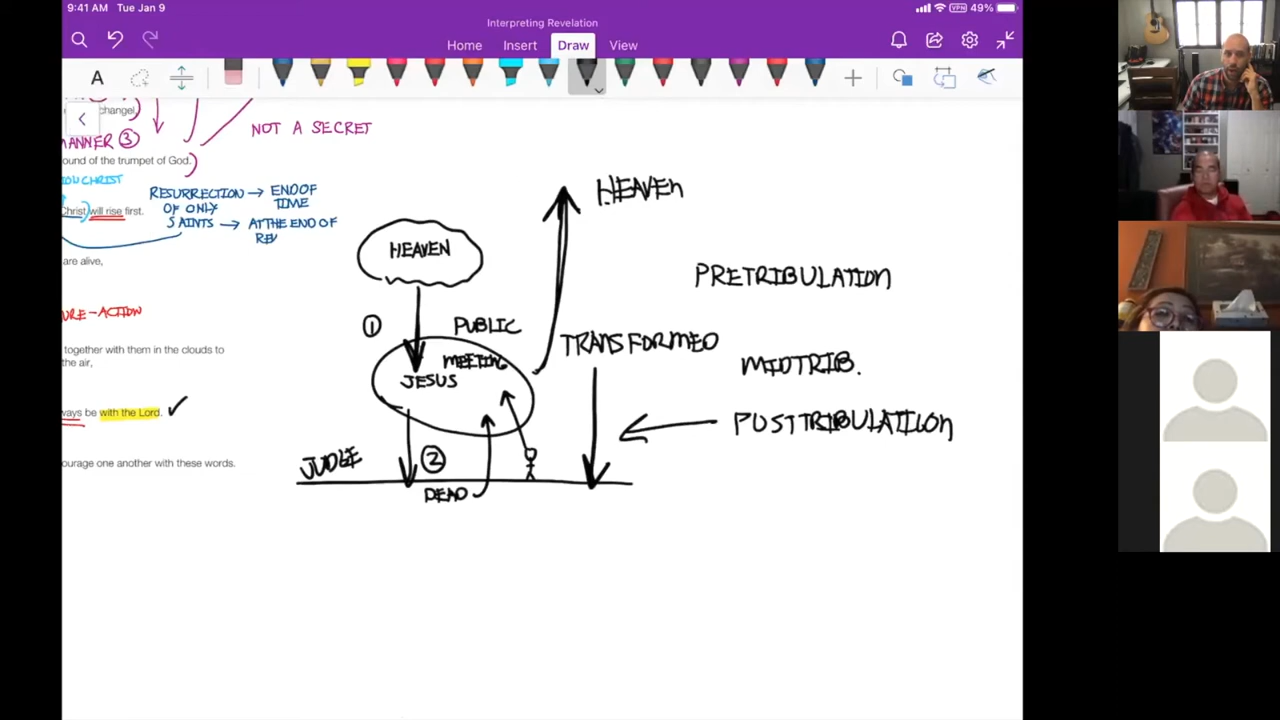 9:41 AM Tue Jan 9
VPN 49%
Interpreting Revelation
Home Insert Draw View
A
change)
NOT A SECRET
MANNER ③
ound of the trumpet of God.
CHRIST
Christ will rise first.
RESURRECTION → END OF
OF ONLY TIME
SAINTS → AT THE END OF
REV
are alive,
URE-ACTION
together with them in the clouds to
the air,
ways be with the Lord.
ourage one another with these words.
HEAVEN
HEAVEN
PRETRIBULATION
① PUBLIC
MEETING
JESUS
TRANSFORMED
MIDTRIB.
POSTTRIBULATION
JUDGE
②
DEAD